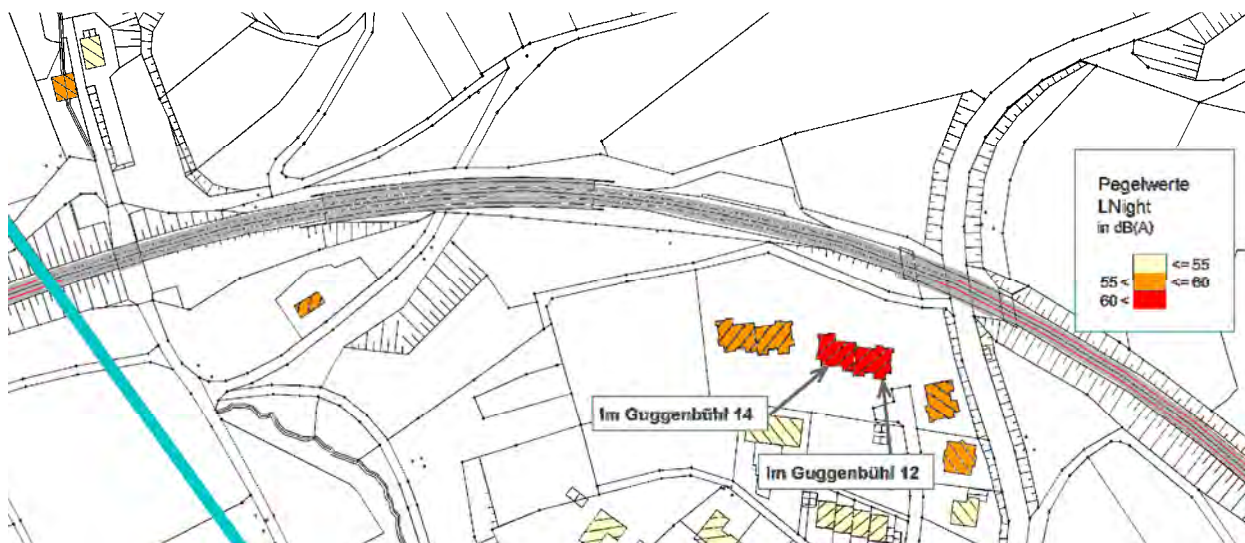 Pegelwerte
LNight
in dB(A)
<= 55
55 < <= 60
60 <
Im Guggenbühl 14
Im Guggenbühl 12